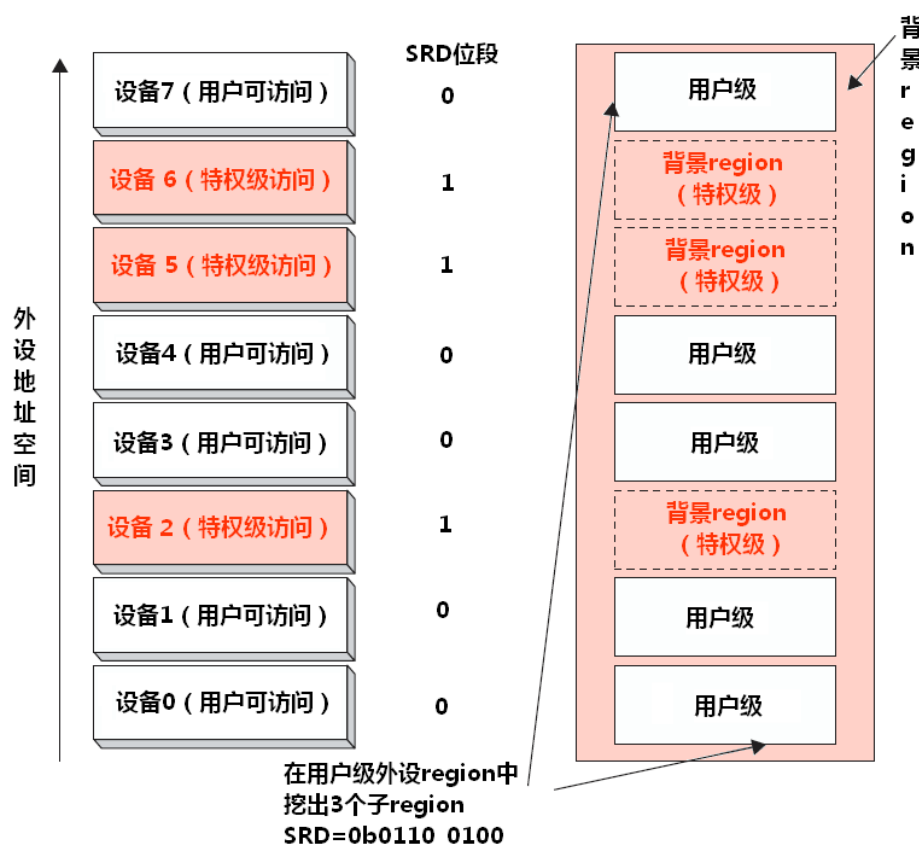 SRD位段
设备7（用户可访问）
0
用户级
设备 6（特权级访问）
1
背景region
（特权级）
设备 5（特权级访问）
1
背景region
（特权级）
设备4（用户可访问）
0
用户级
设备3（用户可访问）
0
用户级
设备 2（特权级访问）
1
背景region
（特权级）
设备1（用户可访问）
0
用户级
设备0（用户可访问）
0
用户级
外设地址空间
背景region
在用户级外设region中
挖出3个子region
SRD=0b0110 0100